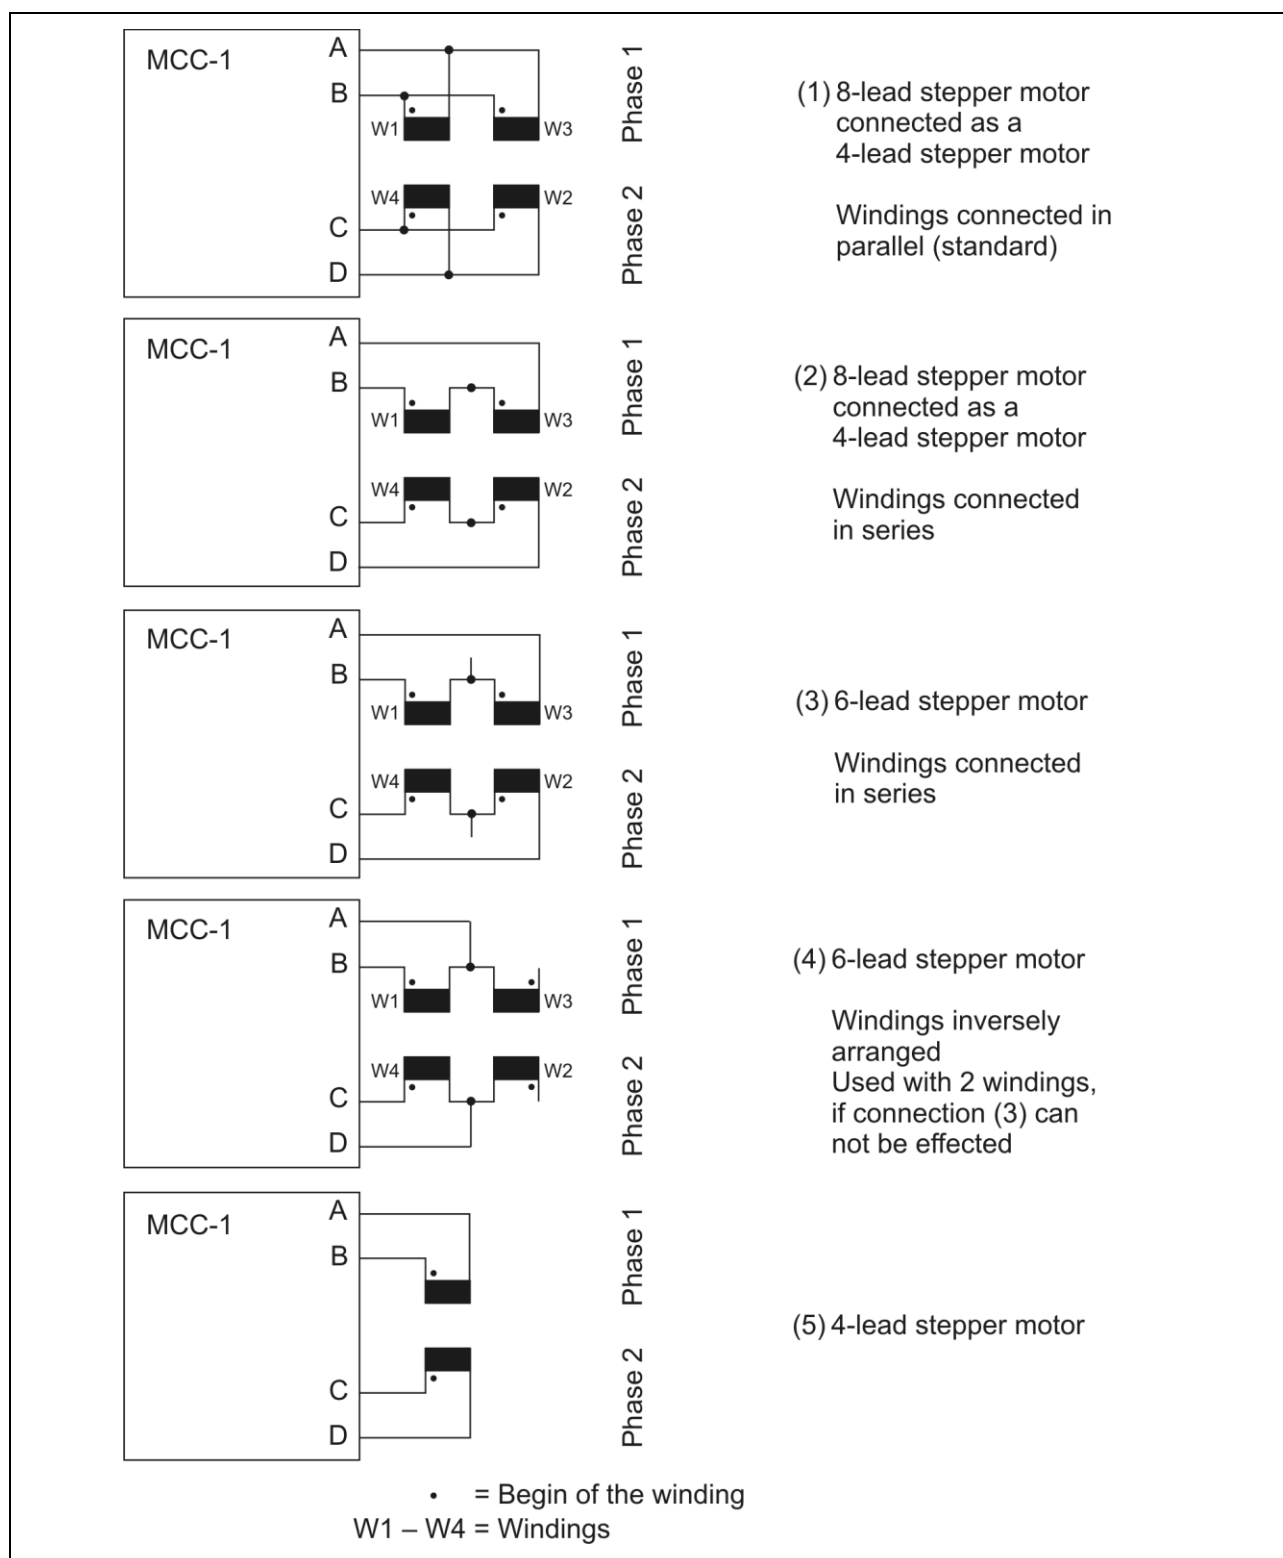 MCC-1
A
B
W1
W3
Phase 1
W4
W2
C
D
Phase 2
(1) 8-lead stepper motor
connected as a
4-lead stepper motor
Windings connected in
parallel (standard)
MCC-1
A
B
W1
W3
Phase 1
W4
W2
C
D
Phase 2
(2) 8-lead stepper motor
connected as a
4-lead stepper motor
Windings connected
in series
MCC-1
A
B
W1
W3
Phase 1
W4
W2
C
D
Phase 2
(3) 6-lead stepper motor
Windings connected
in series
MCC-1
A
B
W1
W3
Phase 1
W4
W2
C
D
Phase 2
(4) 6-lead stepper motor
Windings inversely
arranged
Used with 2 windings,
if connection (3) can
not be effected
MCC-1
A
B
Phase 1
C
D
Phase 2
(5) 4-lead stepper motor
• = Begin of the winding
W1 – W4 = Windings